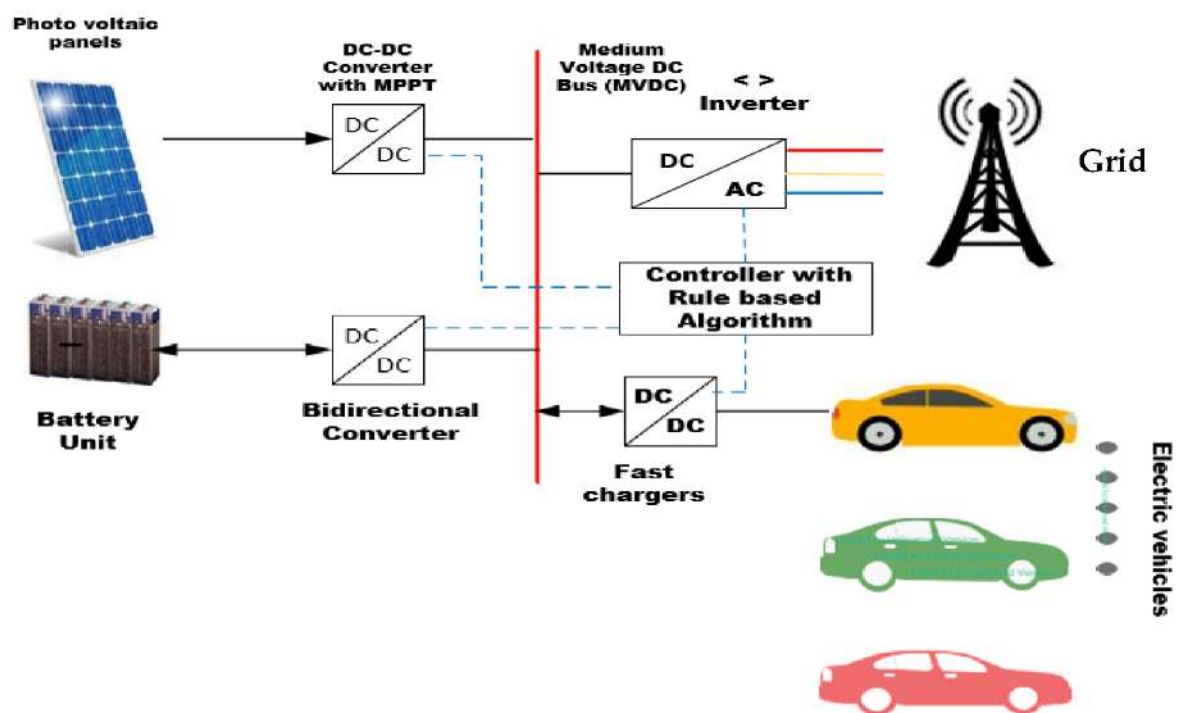 Photo voltaic
panels
DC-DC
Converter
with MPPT
DC
DC
Medium
Voltage DC
Bus (MVDC)
< >
Inverter
DC
AC
Grid
Controller with
Rule based
Algorithm
DC
DC
Battery
Unit
Bidirectional
Converter
DC
DC
Fast
chargers
Electric vehicles